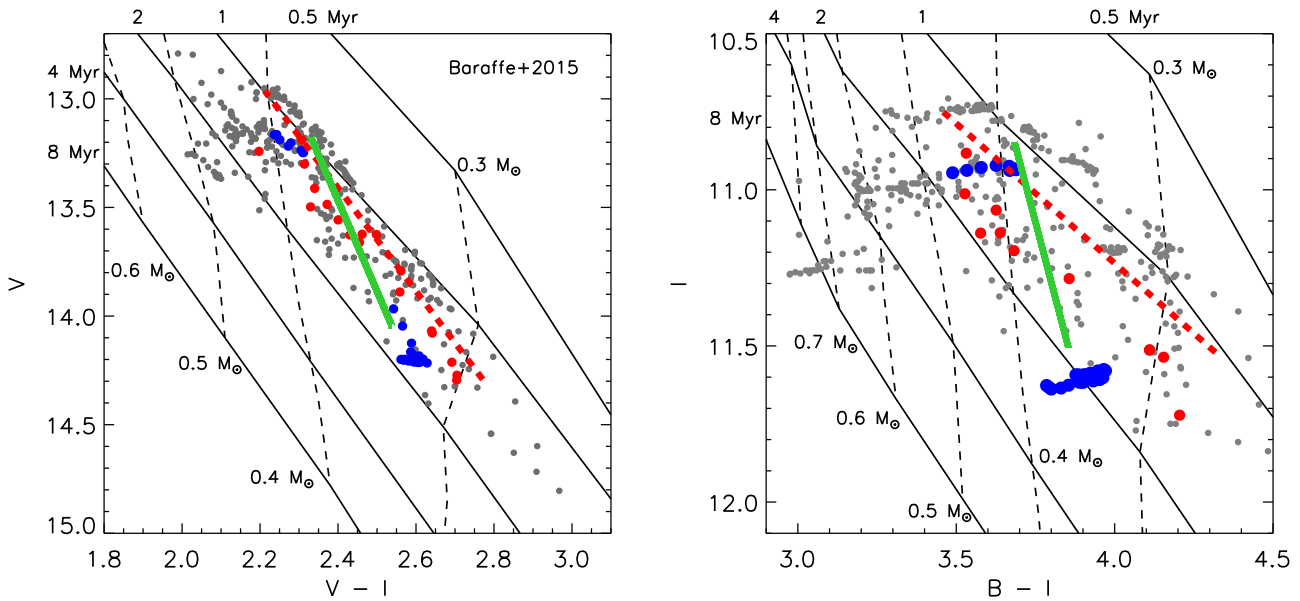 2 1 0.5 Myr
4 Myr
13.0
Baraffe+2015
8 Myr
0.3 M☉
13.5
0.6 M☉
V
14.0
0.5 M☉
14.5
0.4 M☉
15.0
1.8 2.0 2.2 2.4 2.6 2.8 3.0
V – I
4 2 1 0.5 Myr
10.5
0.3 M☉
8 Myr
11.0
I
0.7 M☉
11.5
0.6 M☉
0.4 M☉
12.0
0.5 M☉
3.0 3.5 4.0 4.5
B – I